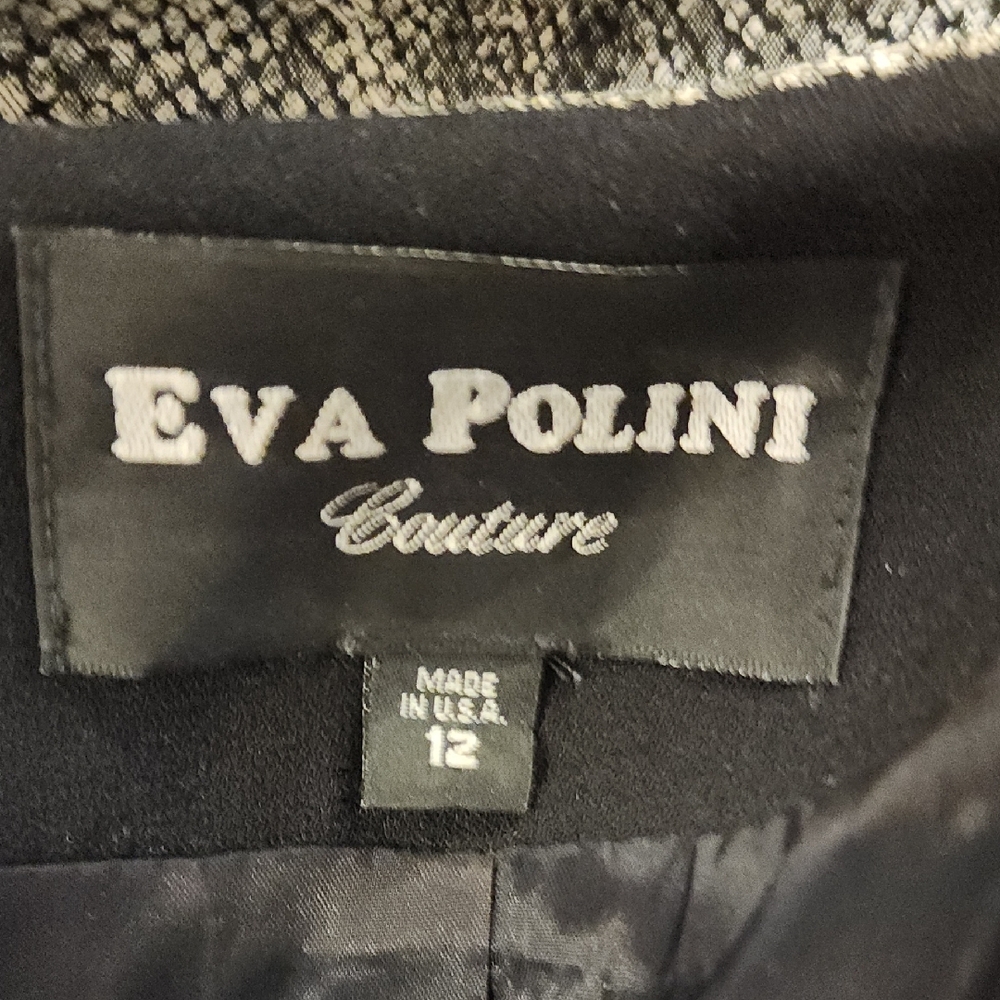 EVA POLINI
Couture
MADE
IN U.S.A.
12